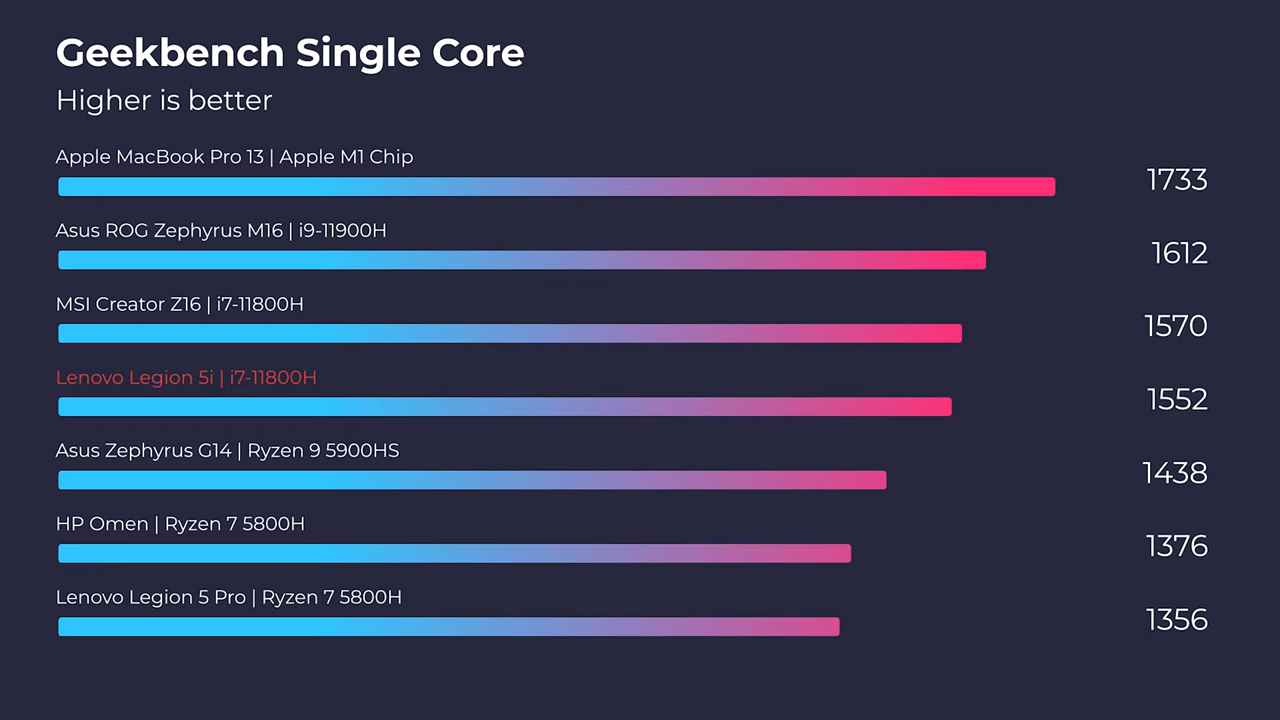 Geekbench Single Core
Higher is better
Apple MacBook Pro 13 | Apple M1 Chip
1733
Asus ROG Zephyrus M16 | i9-11900H
1612
MSI Creator Z16 | i7-11800H
1570
Lenovo Legion 5i | i7-11800H
1552
Asus Zephyrus G14 | Ryzen 9 5900HS
1438
HP Omen | Ryzen 7 5800H
1376
Lenovo Legion 5 Pro | Ryzen 7 5800H
1356